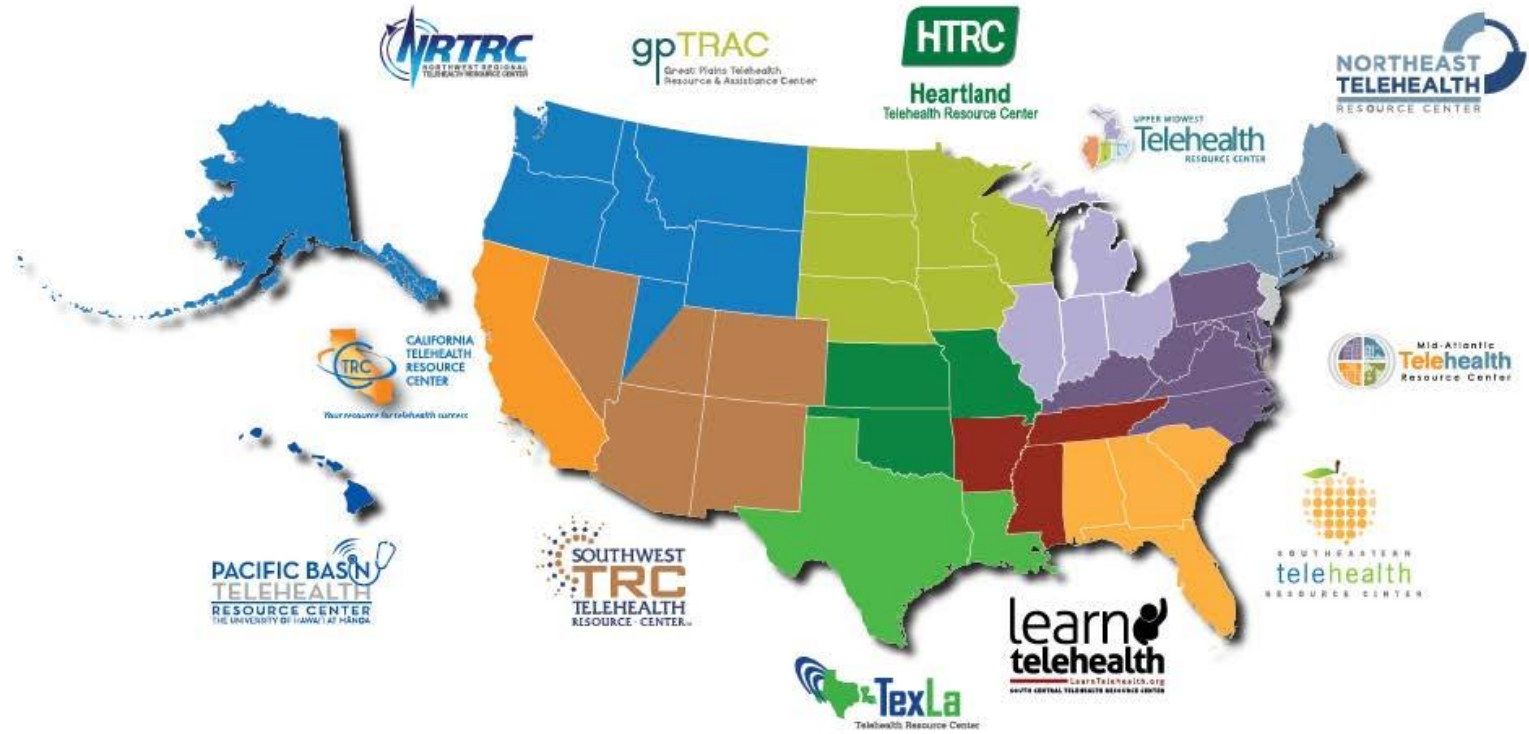 NRTRC
NORTHWEST REGIONAL
TELEHEALTH RESOURCE CENTER
gpTRAC
Great Plains Telehealth
Resource & Assistance Center
HTRC
Heartland
Telehealth Resource Center
UPPER MIDWEST
Telehealth
RESOURCE CENTER
NORTHEAST
TELEHEALTH
RESOURCE CENTER
TRC
CALIFORNIA
TELEHEALTH
RESOURCE
CENTER
Your resource for telehealth success
Mid-Atlantic
Telehealth
Resource Center
PACIFIC BASIN
TELEHEALTH
RESOURCE CENTER
THE UNIVERSITY OF HAWAI'I AT MĀNOA
SOUTHWEST
TRC
TELEHEALTH
RESOURCE · CENTER
SOUTHEASTERN
telehealth
RESOURCE CENTER
learn
telehealth
LearnTelehealth.org
SOUTH CENTRAL TELEHEALTH RESOURCE CENTER
TexLa
Telehealth Resource Center